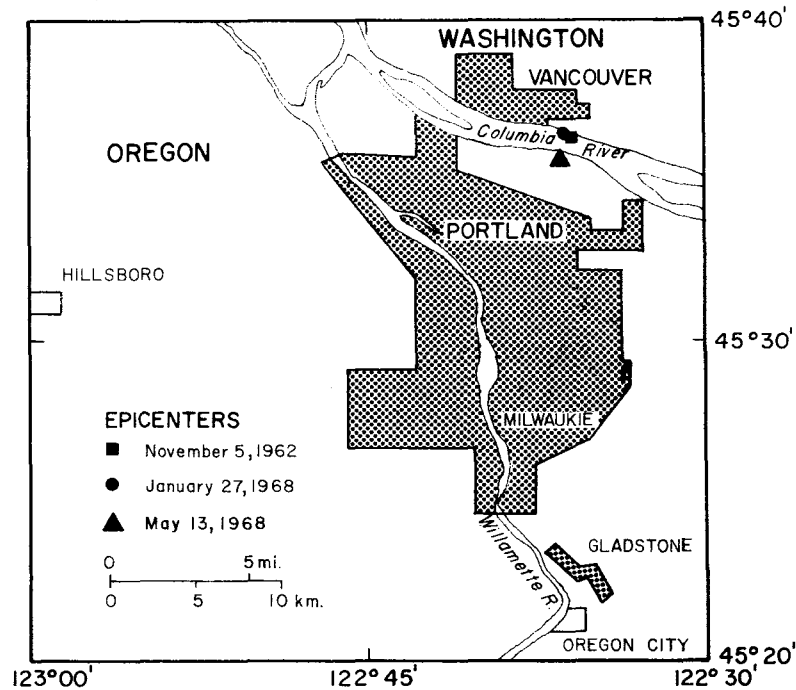 45°40'
WASHINGTON
VANCOUVER
Columbia
River
OREGON
PORTLAND
HILLSBORO
45°30'
MILWAUKIE
EPICENTERS
November 5, 1962
January 27, 1968
May 13, 1968
0 5 mi.
0 5 10 km.
Willamette R.
GLADSTONE
OREGON CITY
45°20'
123°00' 122°45' 122°30'